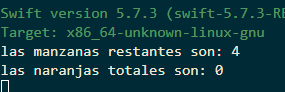 Swift version 5.7.3 (swift-5.7.3-RE
Target: x86_64-unknown-linux-gnu
las manzanas restantes son: 4
las naranjas totales son: 0